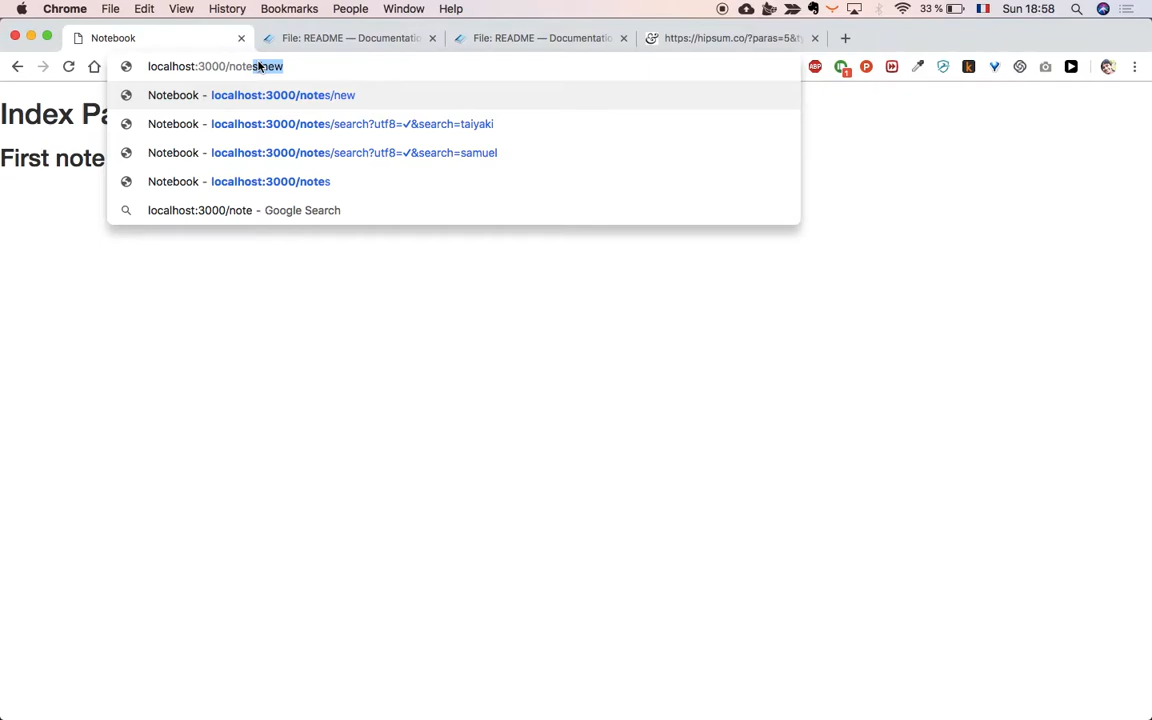 Chrome File Edit View History Bookmarks People Window Help 33 % Sun 18:58
Notebook File: README — Documentatio File: README — Documentatio https://hipsum.co/?paras=5&t
localhost:3000/notes/new
ABP 1
Notebook - localhost:3000/notes/new
Notebook - localhost:3000/notes/search?utf8=✓&search=taiyaki
Notebook - localhost:3000/notes/search?utf8=✓&search=samuel
Notebook - localhost:3000/notes
localhost:3000/note - Google Search
Index Pa
First note